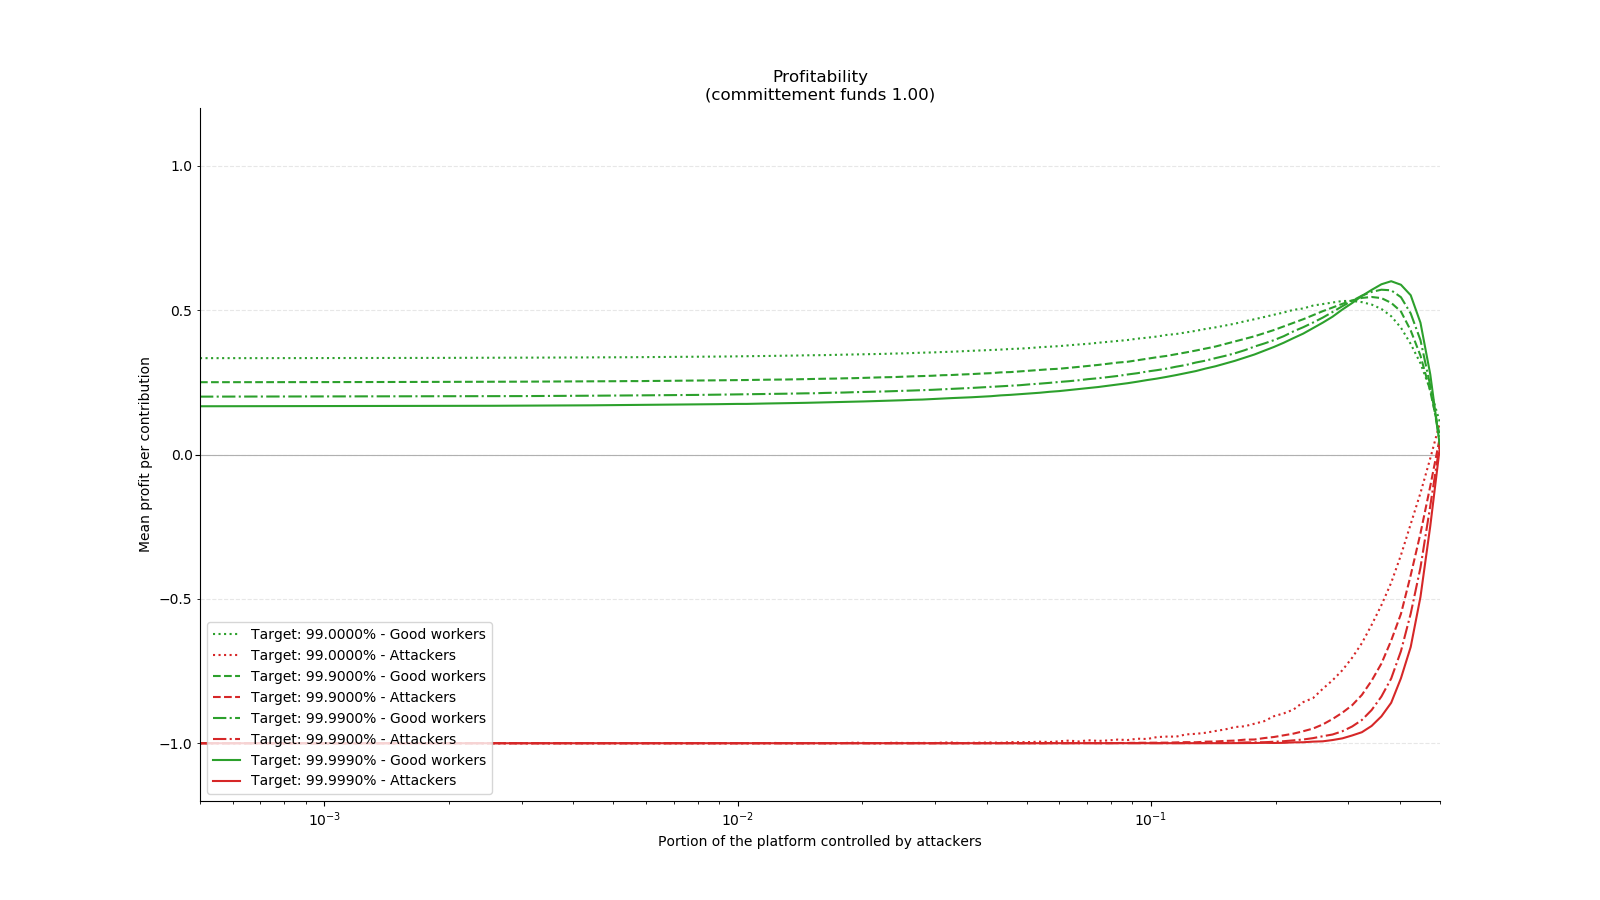 Profitability
(committement funds 1.00)
Mean profit per contribution
1.0
0.5
0.0
−0.5
−1.0
Target: 99.0000% - Good workers
Target: 99.0000% - Attackers
Target: 99.9000% - Good workers
Target: 99.9000% - Attackers
Target: 99.9900% - Good workers
Target: 99.9900% - Attackers
Target: 99.9990% - Good workers
Target: 99.9990% - Attackers
10⁻³ 10⁻² 10⁻¹
Portion of the platform controlled by attackers